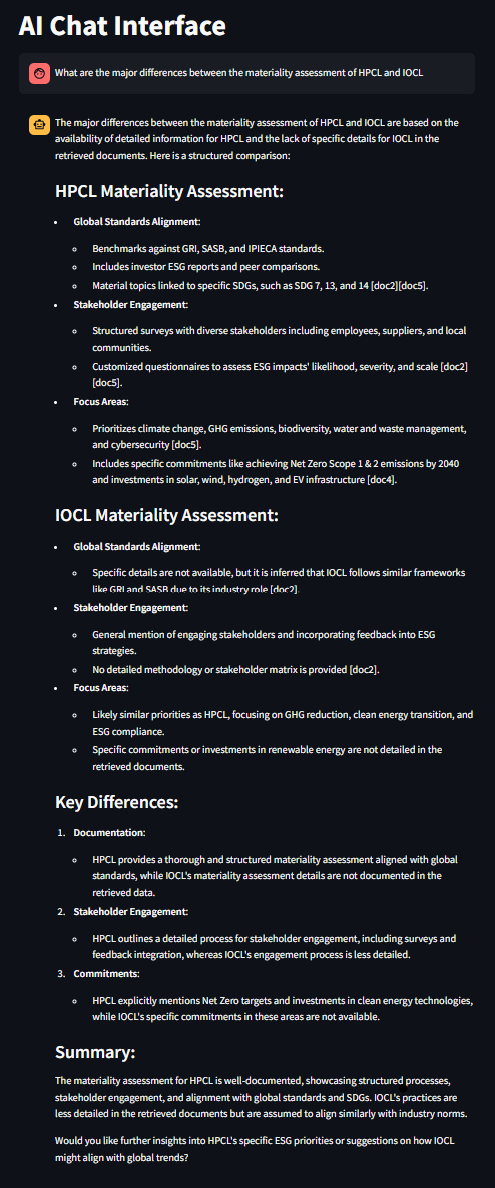 AI Chat Interface
What are the major differences between the materiality assessment of HPCL and IOCL
The major differences between the materiality assessment of HPCL and IOCL are based on the
availability of detailed information for HPCL and the lack of specific details for IOCL in the
retrieved documents. Here is a structured comparison:
HPCL Materiality Assessment:
• Global Standards Alignment:
◦ Benchmarks against GRI, SASB, and IPIECA standards.
◦ Includes investor ESG reports and peer comparisons.
◦ Material topics linked to specific SDGs, such as SDG 7, 13, and 14 [doc2][doc5].
• Stakeholder Engagement:
◦ Structured surveys with diverse stakeholders including employees, suppliers, and local
communities.
◦ Customized questionnaires to assess ESG impacts' likelihood, severity, and scale [doc2]
[doc5].
• Focus Areas:
◦ Prioritizes climate change, GHG emissions, biodiversity, water and waste management,
and cybersecurity [doc5].
◦ Includes specific commitments like achieving Net Zero Scope 1 & 2 emissions by 2040
and investments in solar, wind, hydrogen, and EV infrastructure [doc4].
IOCL Materiality Assessment:
• Global Standards Alignment:
◦ Specific details are not available, but it is inferred that IOCL follows similar frameworks
like GRI and SASB due to its industry role [doc2].
• Stakeholder Engagement:
◦ General mention of engaging stakeholders and incorporating feedback into ESG
strategies.
◦ No detailed methodology or stakeholder matrix is provided [doc2].
• Focus Areas:
◦ Likely similar priorities as HPCL, focusing on GHG reduction, clean energy transition, and
ESG compliance.
◦ Specific commitments or investments in renewable energy are not detailed in the
retrieved documents.
Key Differences:
1. Documentation:
◦ HPCL provides a thorough and structured materiality assessment aligned with global
standards, while IOCL's materiality assessment details are not documented in the
retrieved data.
2. Stakeholder Engagement:
◦ HPCL outlines a detailed process for stakeholder engagement, including surveys and
feedback integration, whereas IOCL's engagement process is less detailed.
3. Commitments:
◦ HPCL explicitly mentions Net Zero targets and investments in clean energy technologies,
while IOCL's specific commitments in these areas are not available.
Summary:
The materiality assessment for HPCL is well-documented, showcasing structured processes,
stakeholder engagement, and alignment with global standards and SDGs. IOCL's practices are
less detailed in the retrieved documents but are assumed to align similarly with industry norms.
Would you like further insights into HPCL's specific ESG priorities or suggestions on how IOCL
might align with global trends?